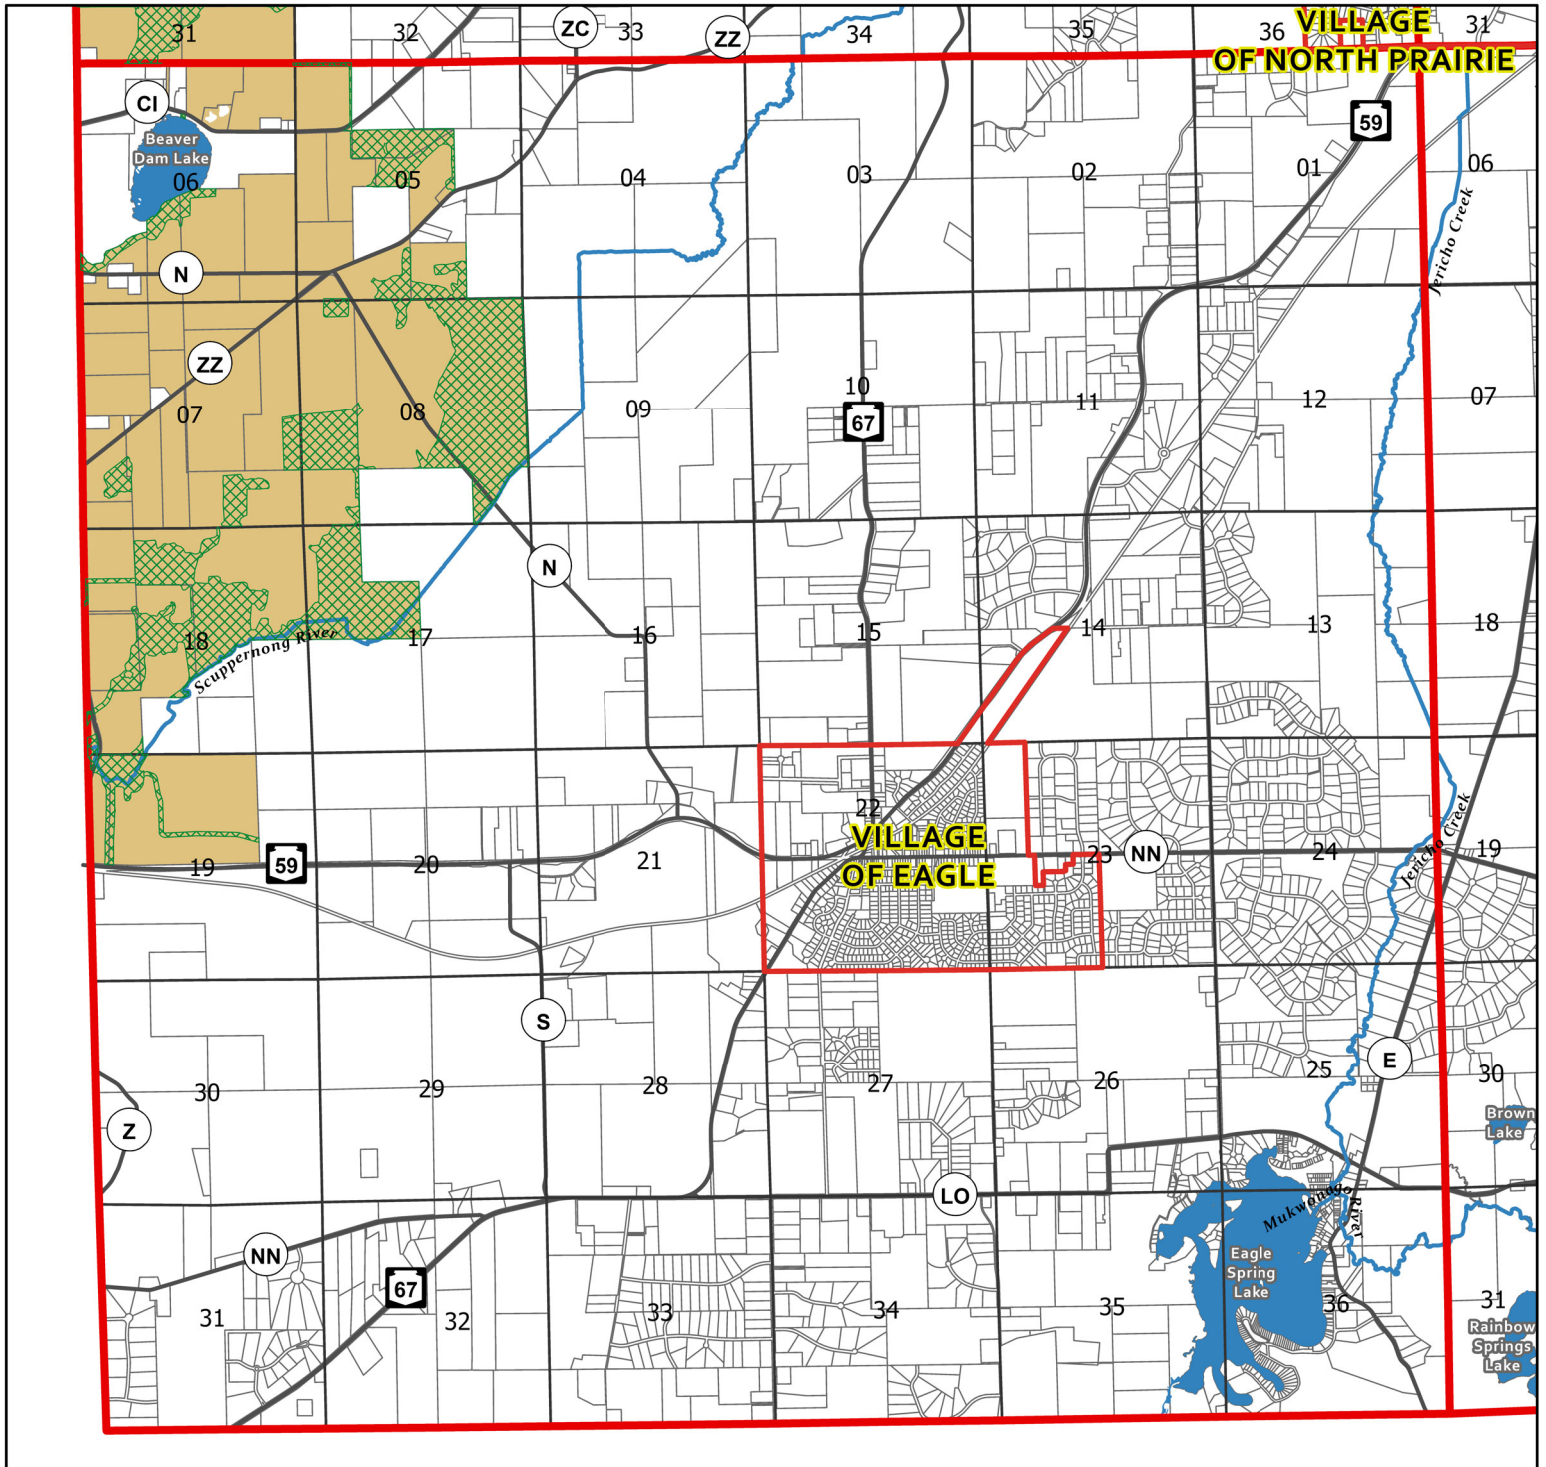 31
32
ZC
33
ZZ
34
35
36
VILLAGE
OF NORTH PRAIRIE
31
CI
Beaver
Dam Lake
06
05
04
03
02
01
59
06
Jericho Creek
N
ZZ
07
08
09
10
67
11
12
07
N
18
Scuppernong River
17
16
15
14
13
18
19
59
20
21
22
VILLAGE
OF EAGLE
23
NN
24
Jericho Creek
19
30
29
S
28
27
26
25
E
30
Z
Brown
Lake
LO
Mukwonago River
NN
67
31
32
33
34
35
Eagle
Spring
Lake
36
31
Rainbow
Springs
Lake